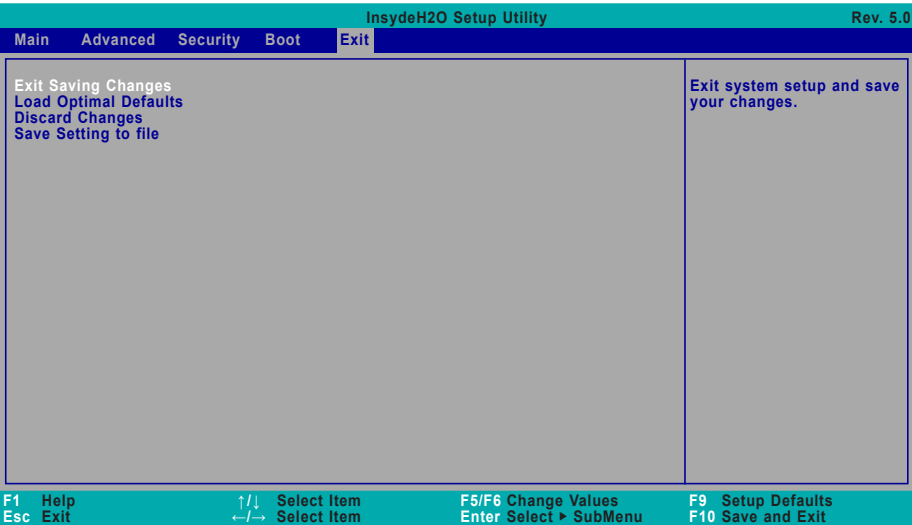 InsydeH2O Setup Utility Rev. 5.0
Main Advanced Security Boot Exit
Exit Saving Changes
Load Optimal Defaults
Discard Changes
Save Setting to file
Exit system setup and save
your changes.
F1 Help ↑/↓ Select Item F5/F6 Change Values F9 Setup Defaults
Esc Exit ←/→ Select Item Enter Select ▶ SubMenu F10 Save and Exit